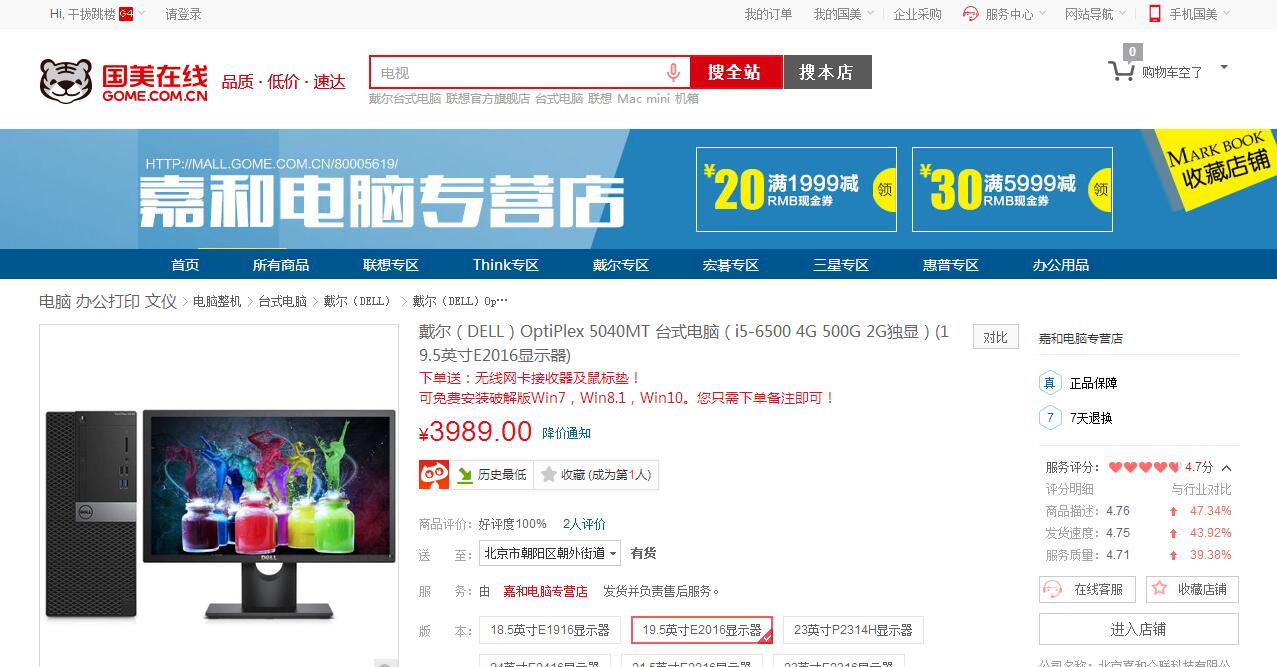 Hi, 干拔跳楼 G4 请登录 我的订单 我的国美 企业采购 服务中心 网站导航 手机国美
国美在线
GOME.COM.CN
品质 · 低价 · 速达
电视 搜全站 搜本店
戴尔台式电脑 联想官方旗舰店 台式电脑 联想 Mac mini 机箱
0
购物车空了
HTTP://MALL.GOME.COM.CN/80005619/
嘉和电脑专营店
¥20 满1999减 RMB现金券 领
¥30 满5999减 RMB现金券 领
MARK BOOK
收藏店铺
首页 所有商品 联想专区 Think专区 戴尔专区 宏碁专区 三星专区 惠普专区 办公用品
电脑 办公打印 文仪 > 电脑整机 > 台式电脑 > 戴尔（DELL） > 戴尔（DELL）Op…
戴尔（DELL）OptiPlex 5040MT 台式电脑（i5-6500 4G 500G 2G独显）(1
9.5英寸E2016显示器)
对比
下单送：无线网卡接收器及鼠标垫！
可免费安装破解版Win7，Win8.1，Win10。您只需下单备注即可！
¥3989.00 降价通知
历史最低 收藏 (成为第1人)
商品评价： 好评度100% 2人评价
送 至： 北京市朝阳区朝外街道 有货
服 务： 由 嘉和电脑专营店 发货并负责售后服务。
版 本： 18.5英寸E1916显示器 19.5英寸E2016显示器 23英寸P2314H显示器
DELL
DELL
嘉和电脑专营店
真 正品保障
7 7天退换
服务评分： 4.7分
评分明细 与行业对比
商品描述： 4.76 47.34%
发货速度： 4.75 43.92%
服务质量： 4.71 39.38%
在线客服 收藏店铺
进入店铺